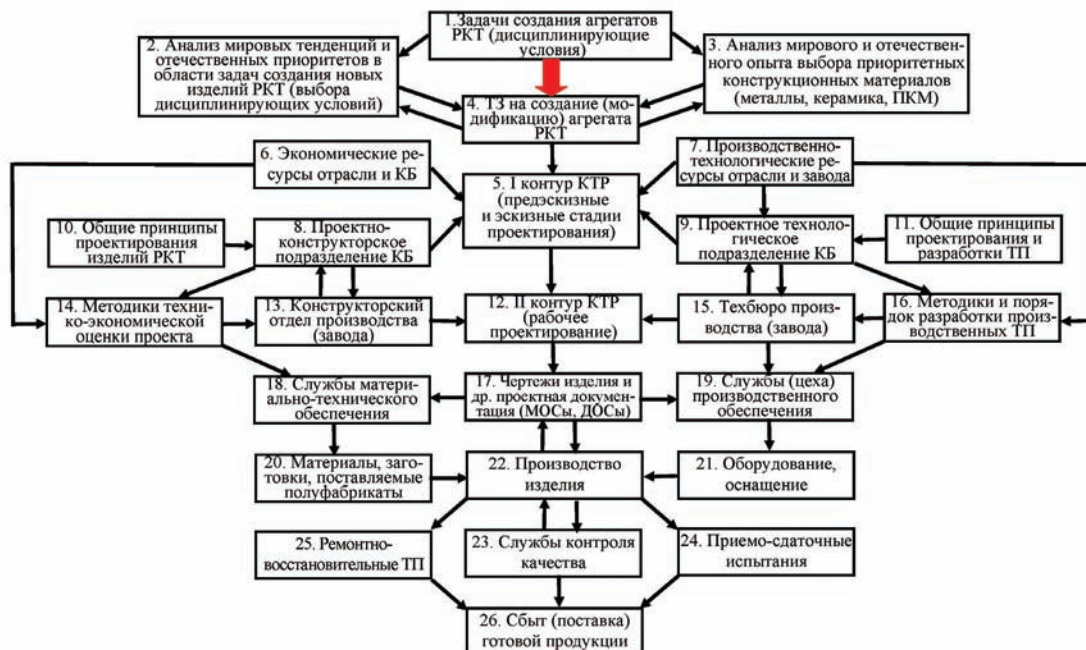 1.Задачи создания агрегатов
РКТ (дисциплинирующие
условия)
2. Анализ мировых тенденций и
отечественных приоритетов в
области задач создания новых
изделий РКТ (выбора
дисциплинирующих условий)
3. Анализ мирового и отечествен-
ного опыта выбора приоритетных
конструкционных материалов
(металлы, керамика, ПКМ)
4. ТЗ на создание (мо-
дификацию) агрегата
РКТ
6. Экономические ре-
сурсы отрасли и КБ
5. I контур КТР
(предэскизные
и эскизные стадии
проектирования)
7. Производственно-
технологические ре-
сурсы отрасли и завода
10. Общие принципы
проектирования
изделий РКТ
8. Проектно-
конструкторское
подразделение КБ
9. Проектное техноло-
гическое
подразделение КБ
11. Общие принципы
проектирования и
разработки ТП
14. Методики техни-
ко-экономической
оценки проекта
13. Конструкторский
отдел производства
(завода)
12. II контур КТР
(рабочее
проектирование)
15. Техбюро произ-
водства (завода)
16. Методики и поря-
док разработки произ-
водственных ТП
18. Службы матери-
ально-технического
обеспечения
17. Чертежи изделия и
др. проектная докумен-
тация (МОСы, ДОСы)
19. Службы (цеха)
производственного
обеспечения
20. Материалы, заго-
товки, поставляемые
полуфабрикаты
22. Производство
изделия
21. Оборудование,
оснащение
25. Ремонтно-
восстановительные ТП
23. Службы контроля
качества
24. Приемо-сдаточные
испытания
26. Сбыт (поставка)
готовой продукции